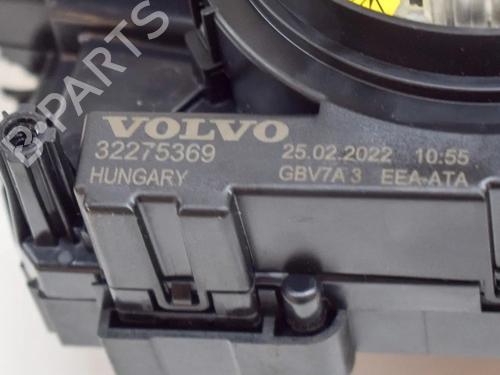 VOLVO
32275369 25.02.2022 10:55
HUNGARY GBV7A 3 EEA-ATA
B-PARTS